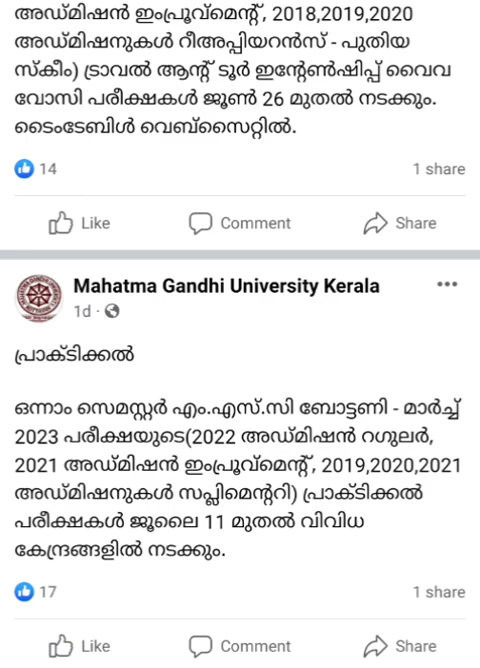 അഡ്മിഷൻ ഇംപ്രൂവ്മെന്റ്, 2018,2019,2020
അഡ്മിഷനുകൾ റീഅപ്പിയറൻസ് - പുതിയ
സ്കീം) ട്രാവൽ ആന്റ് ടൂർ ഇന്റേൺഷിപ്പ് വൈവ
വോസി പരീക്ഷകൾ ജൂൺ 26 മുതൽ നടക്കും.
ടൈംടേബിൾ വെബ്സൈറ്റിൽ.
14 1 share
Like Comment Share
Mahatma Gandhi University Kerala
1d
പ്രാക്ടിക്കൽ
ഒന്നാം സെമസ്റ്റർ എം.എസ്.സി ബോട്ടണി - മാർച്ച്
2023 പരീക്ഷയുടെ(2022 അഡ്മിഷൻ റഗുലർ,
2021 അഡ്മിഷൻ ഇംപ്രൂവ്മെന്റ്, 2019,2020,2021
അഡ്മിഷനുകൾ സപ്ലിമെന്ററി) പ്രാക്ടിക്കൽ
പരീക്ഷകൾ ജൂലൈ 11 മുതൽ വിവിധ
കേന്ദ്രങ്ങളിൽ നടക്കും.
17 1 share
Like Comment Share